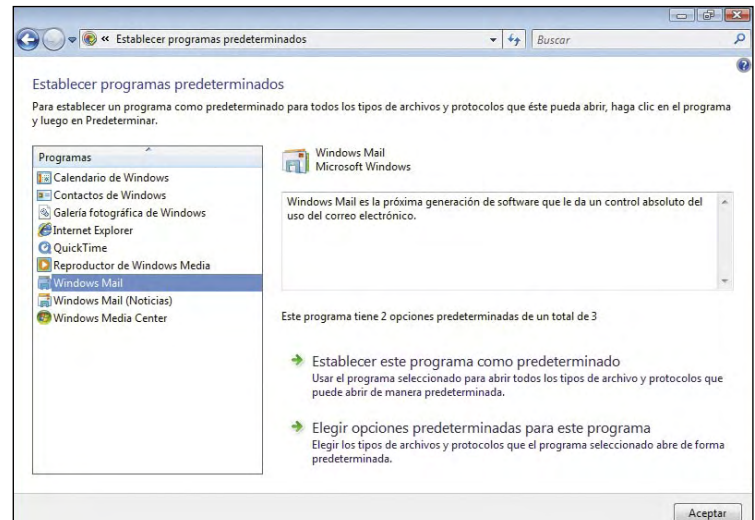 « Establecer programas predeterminados
Buscar
Establecer programas predeterminados
Para establecer un programa como predeterminado para todos los tipos de archivos y protocolos que éste pueda abrir, haga clic en el programa
y luego en Predeterminar.
Programas
Calendario de Windows
Contactos de Windows
Galería fotográfica de Windows
Internet Explorer
QuickTime
Reproductor de Windows Media
Windows Mail
Windows Mail (Noticias)
Windows Media Center
Windows Mail
Microsoft Windows
Windows Mail es la próxima generación de software que le da un control absoluto del
uso del correo electrónico.
Este programa tiene 2 opciones predeterminadas de un total de 3
Establecer este programa como predeterminado
Usar el programa seleccionado para abrir todos los tipos de archivo y protocolos que
puede abrir de manera predeterminada.
Elegir opciones predeterminadas para este programa
Elegir los tipos de archivos y protocolos que el programa seleccionado abre de forma
predeterminada.
Aceptar